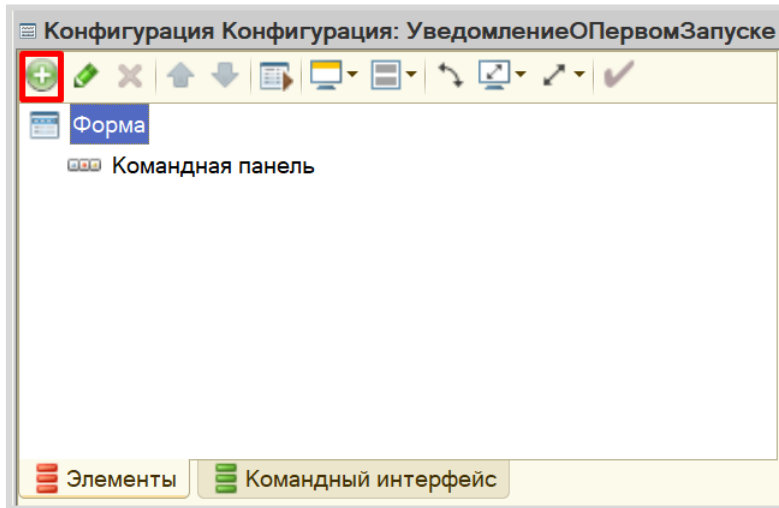 Конфигурация Конфигурация: УведомлениеОПервомЗапуске
Форма
Командная панель
Элементы
Командный интерфейс